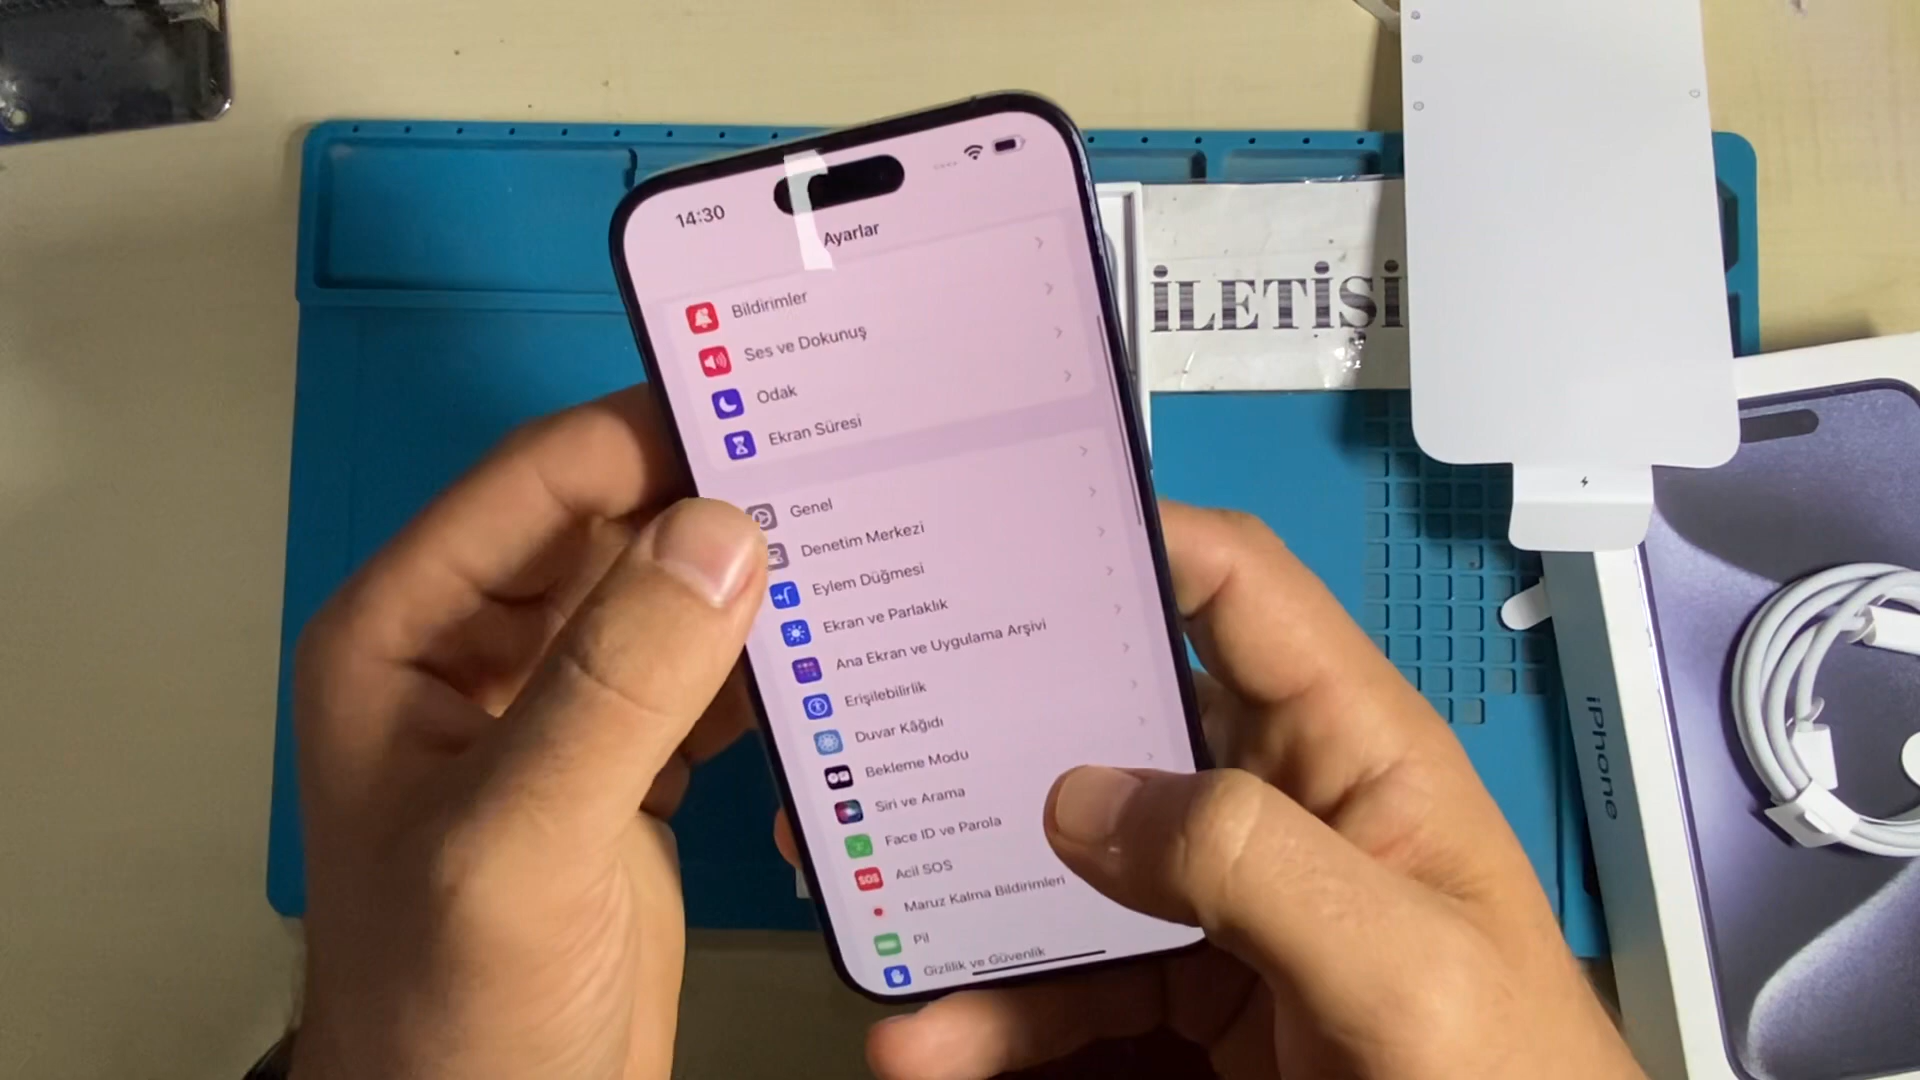 14:30
Ayarlar
Bildirimler
Ses ve Dokunuş
Odak
Ekran Süresi
Genel
Denetim Merkezi
Eylem Düğmesi
Ekran ve Parlaklık
Ana Ekran ve Uygulama Arşivi
Erişilebilirlik
Duvar Kâğıdı
Bekleme Modu
Siri ve Arama
Face ID ve Parola
SOS Acil SOS
Maruz Kalma Bildirimleri
Pil
Gizlilik ve Güvenlik
İLETİŞİ
iPhone